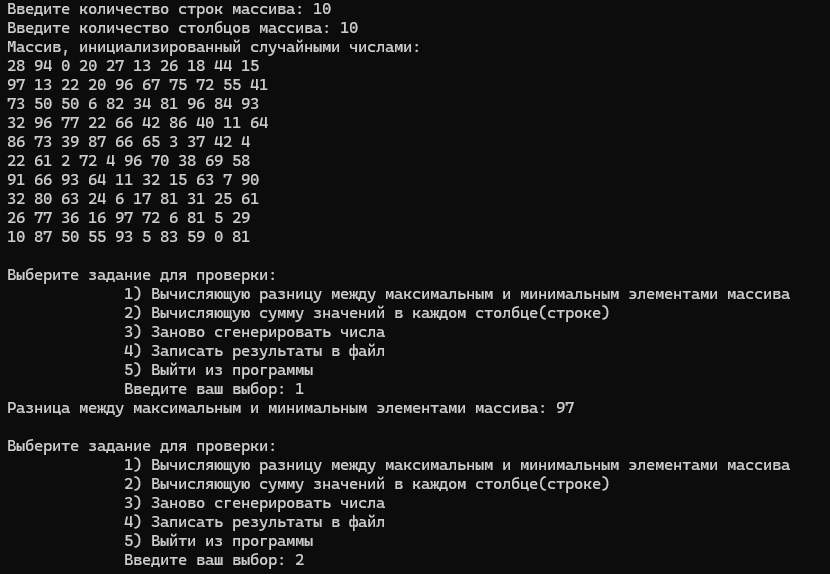 Введите количество строк массива: 10
Введите количество столбцов массива: 10
Массив, инициализированный случайными числами:
28 94 0 20 27 13 26 18 44 15
97 13 22 20 96 67 75 72 55 41
73 50 50 6 82 34 81 96 84 93
32 96 77 22 66 42 86 40 11 64
86 73 39 87 66 65 3 37 42 4
22 61 2 72 4 96 70 38 69 58
91 66 93 64 11 32 15 63 7 90
32 80 63 24 6 17 81 31 25 61
26 77 36 16 97 72 6 81 5 29
10 87 50 55 93 5 83 59 0 81
Выберите задание для проверки:
1) Вычисляющую разницу между максимальным и минимальным элементами массива
2) Вычисляющую сумму значений в каждом столбце(строке)
3) Заново сгенерировать числа
4) Записать результаты в файл
5) Выйти из программы
Введите ваш выбор: 1
Разница между максимальным и минимальным элементами массива: 97
Выберите задание для проверки:
1) Вычисляющую разницу между максимальным и минимальным элементами массива
2) Вычисляющую сумму значений в каждом столбце(строке)
3) Заново сгенерировать числа
4) Записать результаты в файл
5) Выйти из программы
Введите ваш выбор: 2